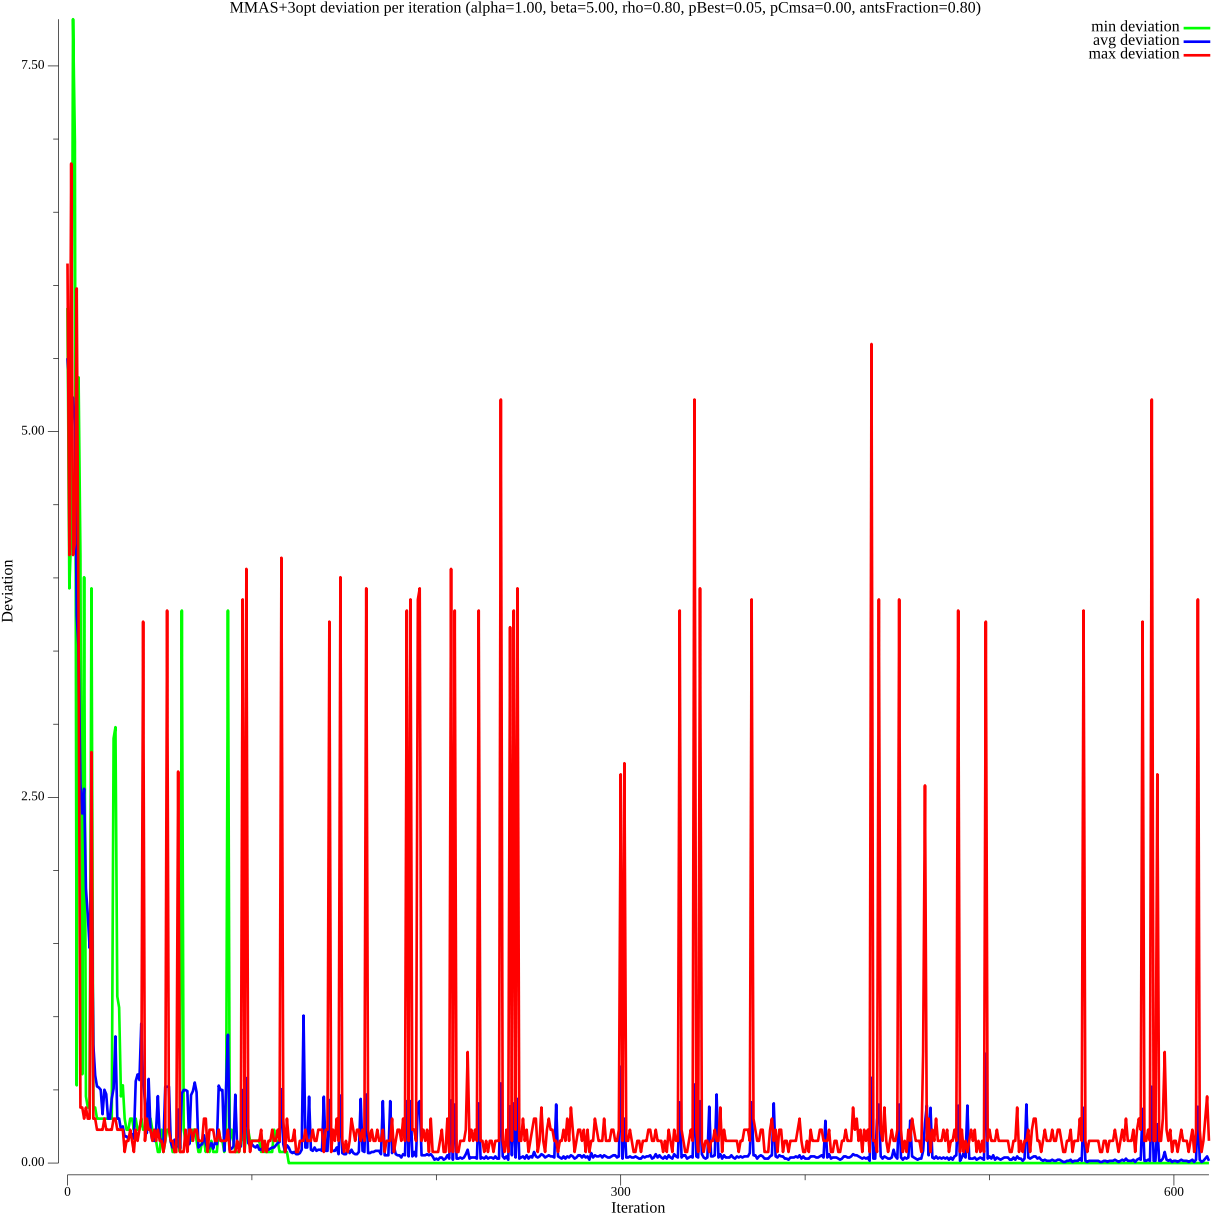 MMAS+3opt deviation per iteration (alpha=1.00, beta=5.00, rho=0.80, pBest=0.05, pCmsa=0.00, antsFraction=0.80)
min deviation
avg deviation
max deviation
7.50
5.00
2.50
0.00
Deviation
0
300
600
Iteration